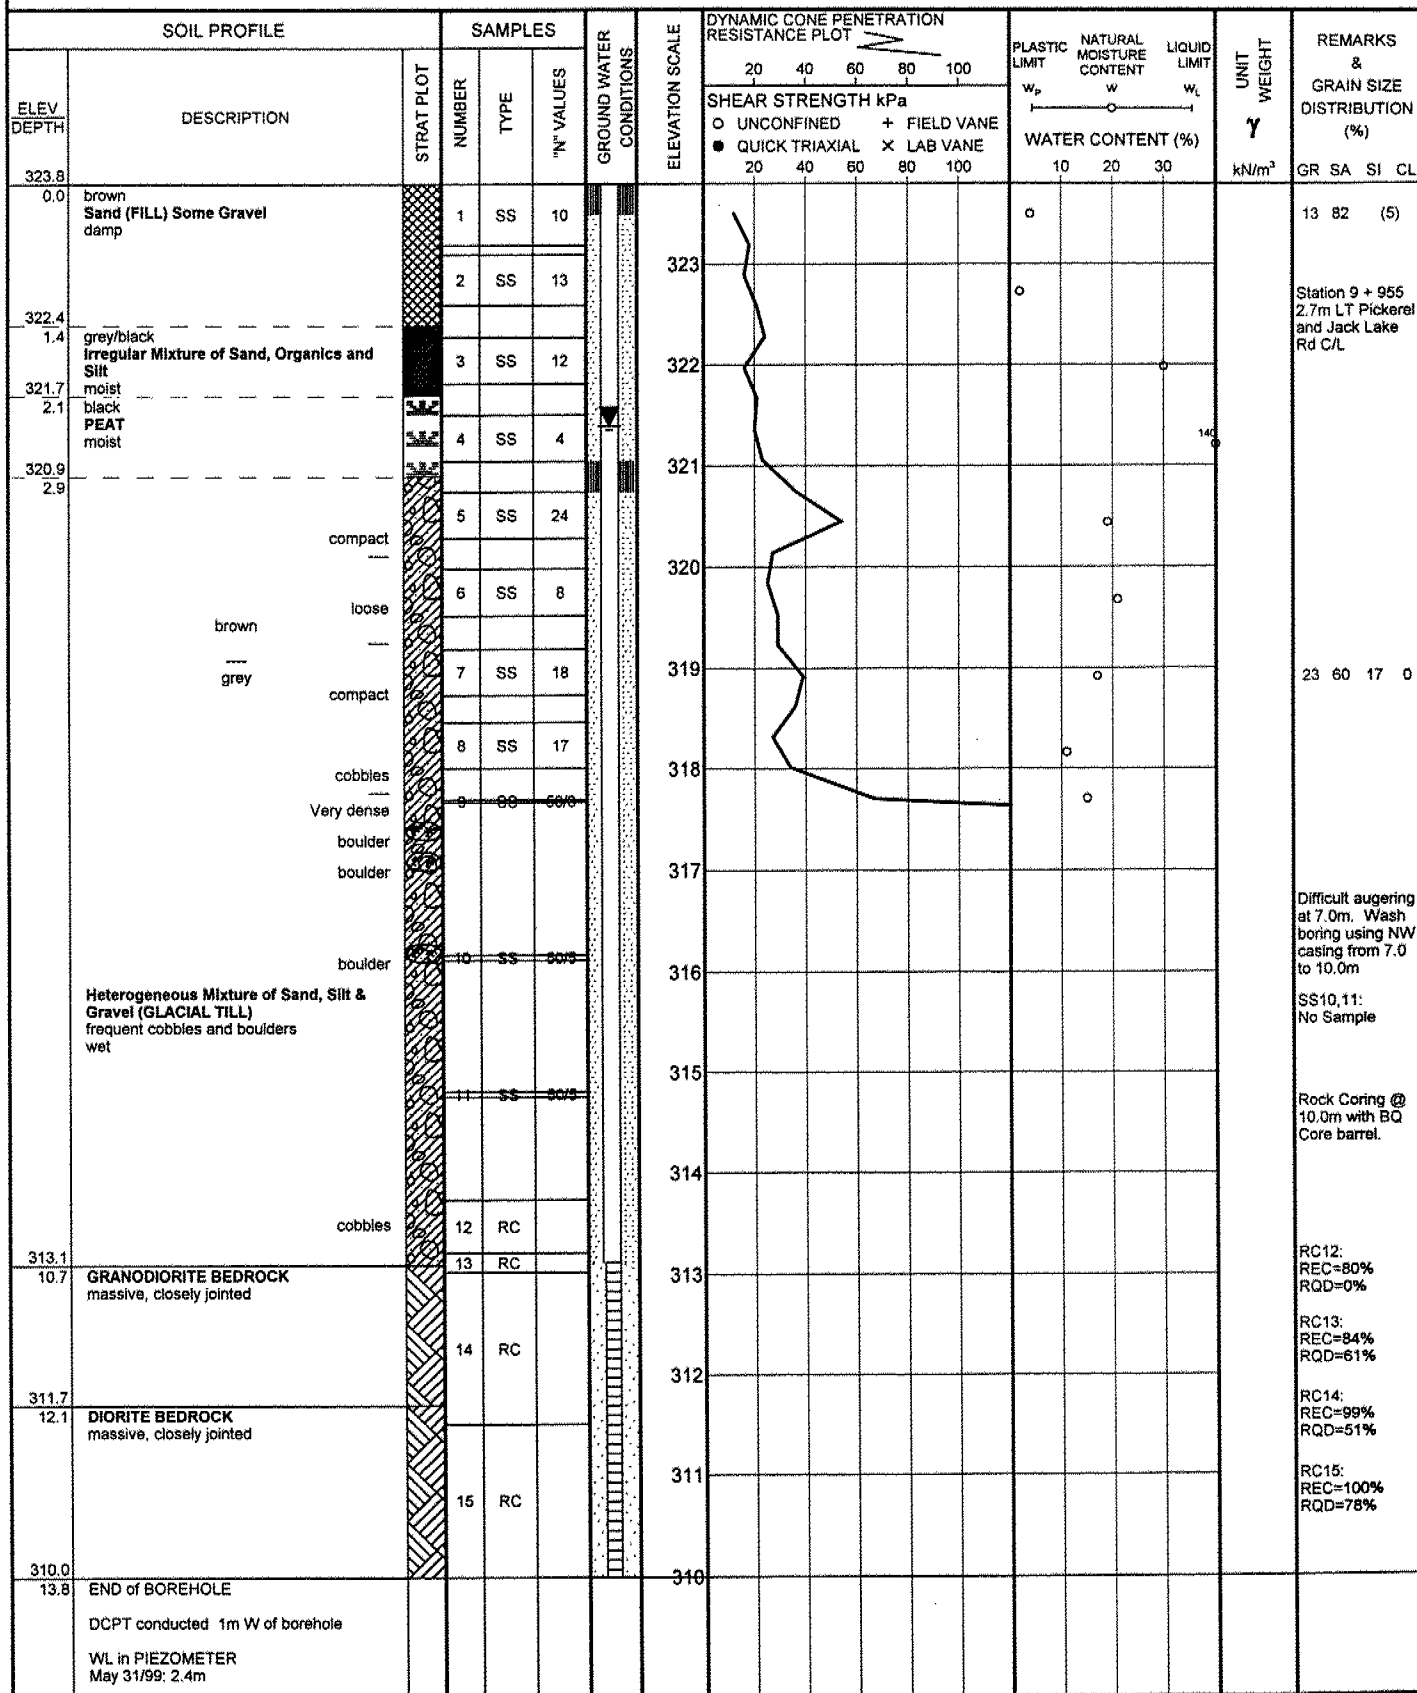 SOIL PROFILE
SAMPLES
GROUND WATER
CONDITIONS
ELEVATION SCALE
DYNAMIC CONE PENETRATION
RESISTANCE PLOT
20 40 60 80 100
SHEAR STRENGTH kPa
UNCONFINED + FIELD VANE
QUICK TRIAXIAL × LAB VANE
20 40 60 80 100
PLASTIC LIMIT
NATURAL MOISTURE CONTENT
LIQUID LIMIT
wP w wL
WATER CONTENT (%)
10 20 30
UNIT WEIGHT
γ
kN/m³
REMARKS
&
GRAIN SIZE
DISTRIBUTION
(%)
GR SA SI CL
ELEV
DEPTH
DESCRIPTION
STRAT PLOT
NUMBER
TYPE
"N" VALUES
323.8
0.0
brown
Sand (FILL) Some Gravel
damp
1 SS 10
13 82 (5)
323
2 SS 13
Station 9 + 955
2.7m LT Pickerel
and Jack Lake
Rd C/L
322.4
1.4
grey/black
Irregular Mixture of Sand, Organics and
Silt
moist
3 SS 12
322
321.7
2.1
black
PEAT
moist
4 SS 4
140
321
320.9
2.9
5 SS 24
compact
320
6 SS 8
loose
brown
grey
319
7 SS 18
23 60 17 0
compact
8 SS 17
318
cobbles
9 SS
Very dense
boulder
boulder
317
Difficult augering
at 7.0m. Wash
boring using NW
casing from 7.0
to 10.0m
boulder
10 SS
316
Heterogeneous Mixture of Sand, Silt &
Gravel (GLACIAL TILL)
frequent cobbles and boulders
wet
SS10,11:
No Sample
315
11 SS
Rock Coring @
10.0m with BQ
Core barrel.
314
cobbles
12 RC
313.1
13 RC
RC12:
REC=80%
RQD=0%
10.7
GRANODIORITE BEDROCK
massive, closely jointed
313
RC13:
REC=84%
RQD=61%
14 RC
312
311.7
12.1
DIORITE BEDROCK
massive, closely jointed
RC14:
REC=99%
RQD=51%
311
15 RC
RC15:
REC=100%
RQD=78%
310.0
310
13.8
END of BOREHOLE
DCPT conducted 1m W of borehole
WL in PIEZOMETER
May 31/99: 2.4m